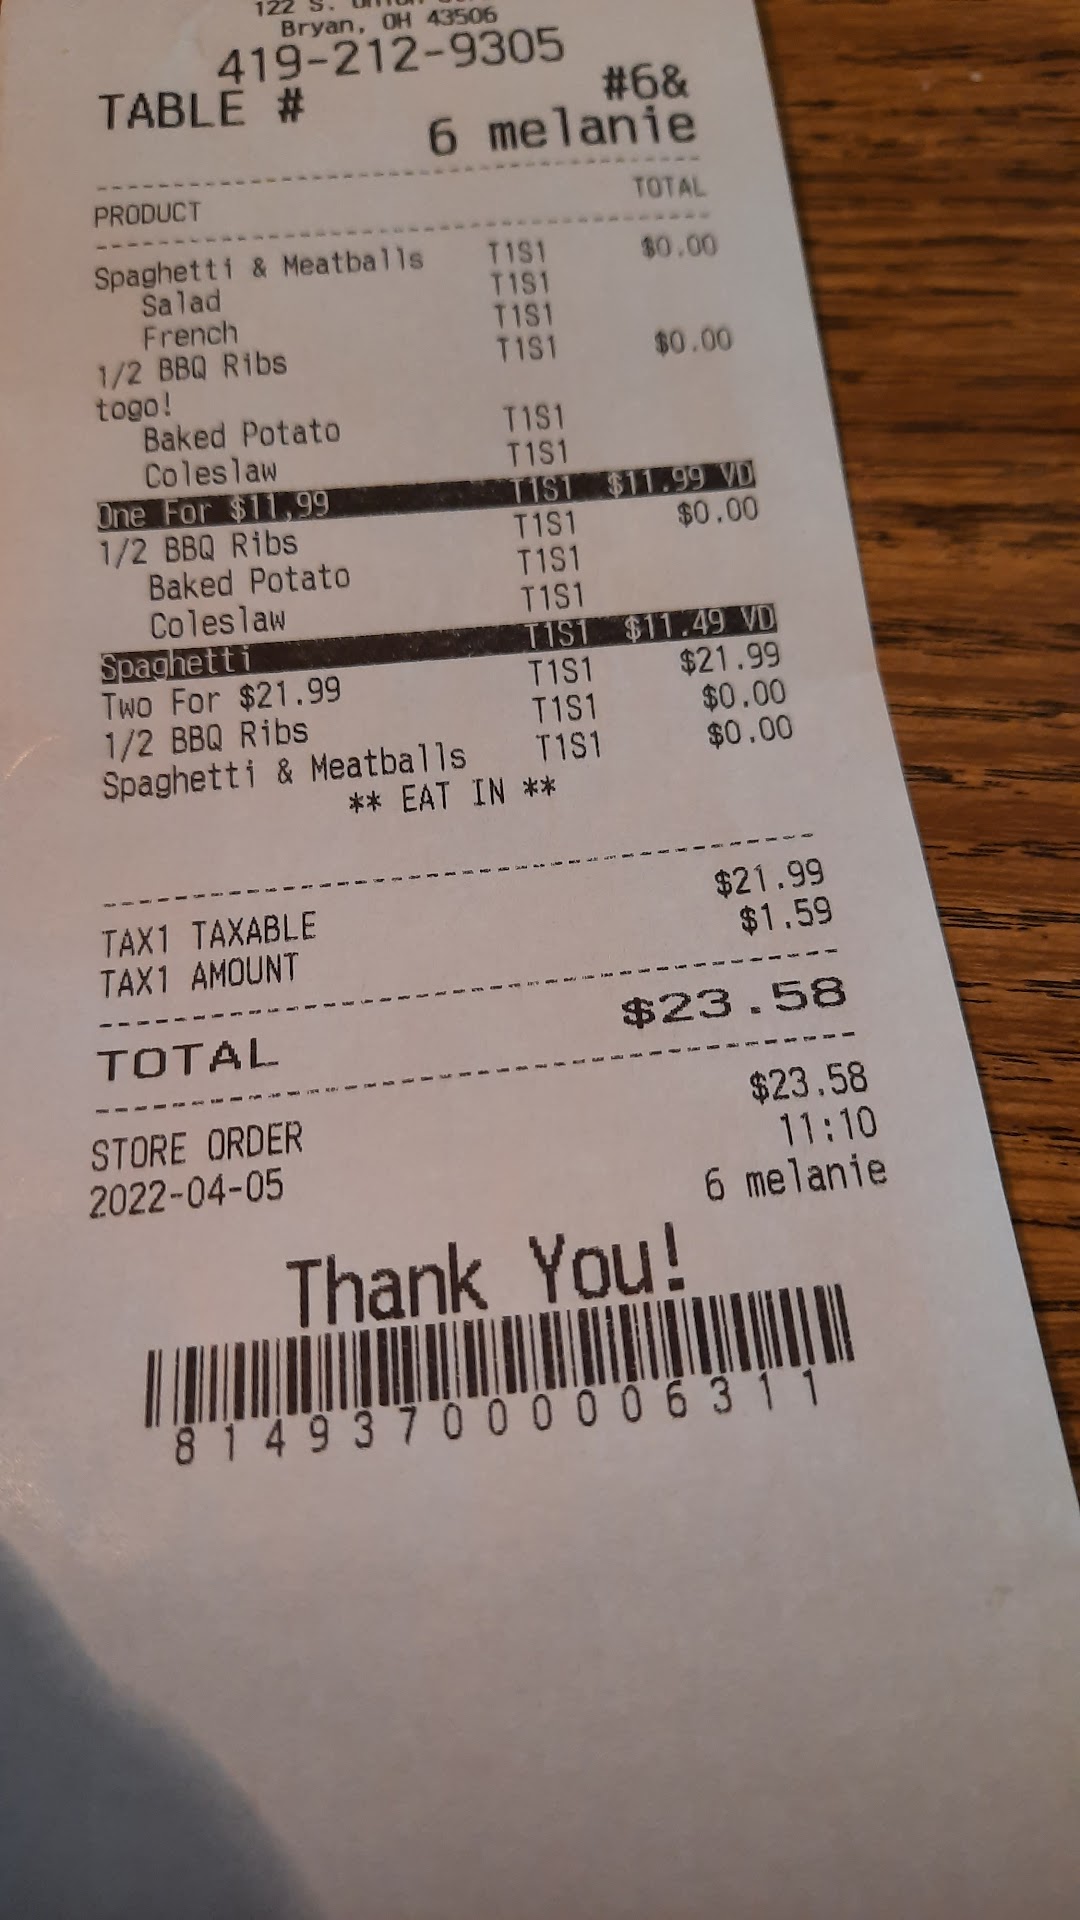 122 S.
Bryan, OH 43506
419-212-9305
TABLE # #6&
6 melanie
PRODUCT TOTAL
Spaghetti & Meatballs T1S1 $0.00
Salad T1S1
French T1S1
1/2 BBQ Ribs T1S1 $0.00
togo!
Baked Potato T1S1
Coleslaw T1S1
One For $11.99 T1S1 $11.99 VD
1/2 BBQ Ribs T1S1 $0.00
Baked Potato T1S1
Coleslaw T1S1
Spaghetti T1S1 $11.49 VD
Two For $21.99 T1S1 $21.99
1/2 BBQ Ribs T1S1 $0.00
Spaghetti & Meatballs T1S1 $0.00
** EAT IN **
TAX1 TAXABLE $21.99
TAX1 AMOUNT $1.59
TOTAL $23.58
STORE ORDER $23.58
2022-04-05 11:10
6 melanie
Thank You!
814937000006311